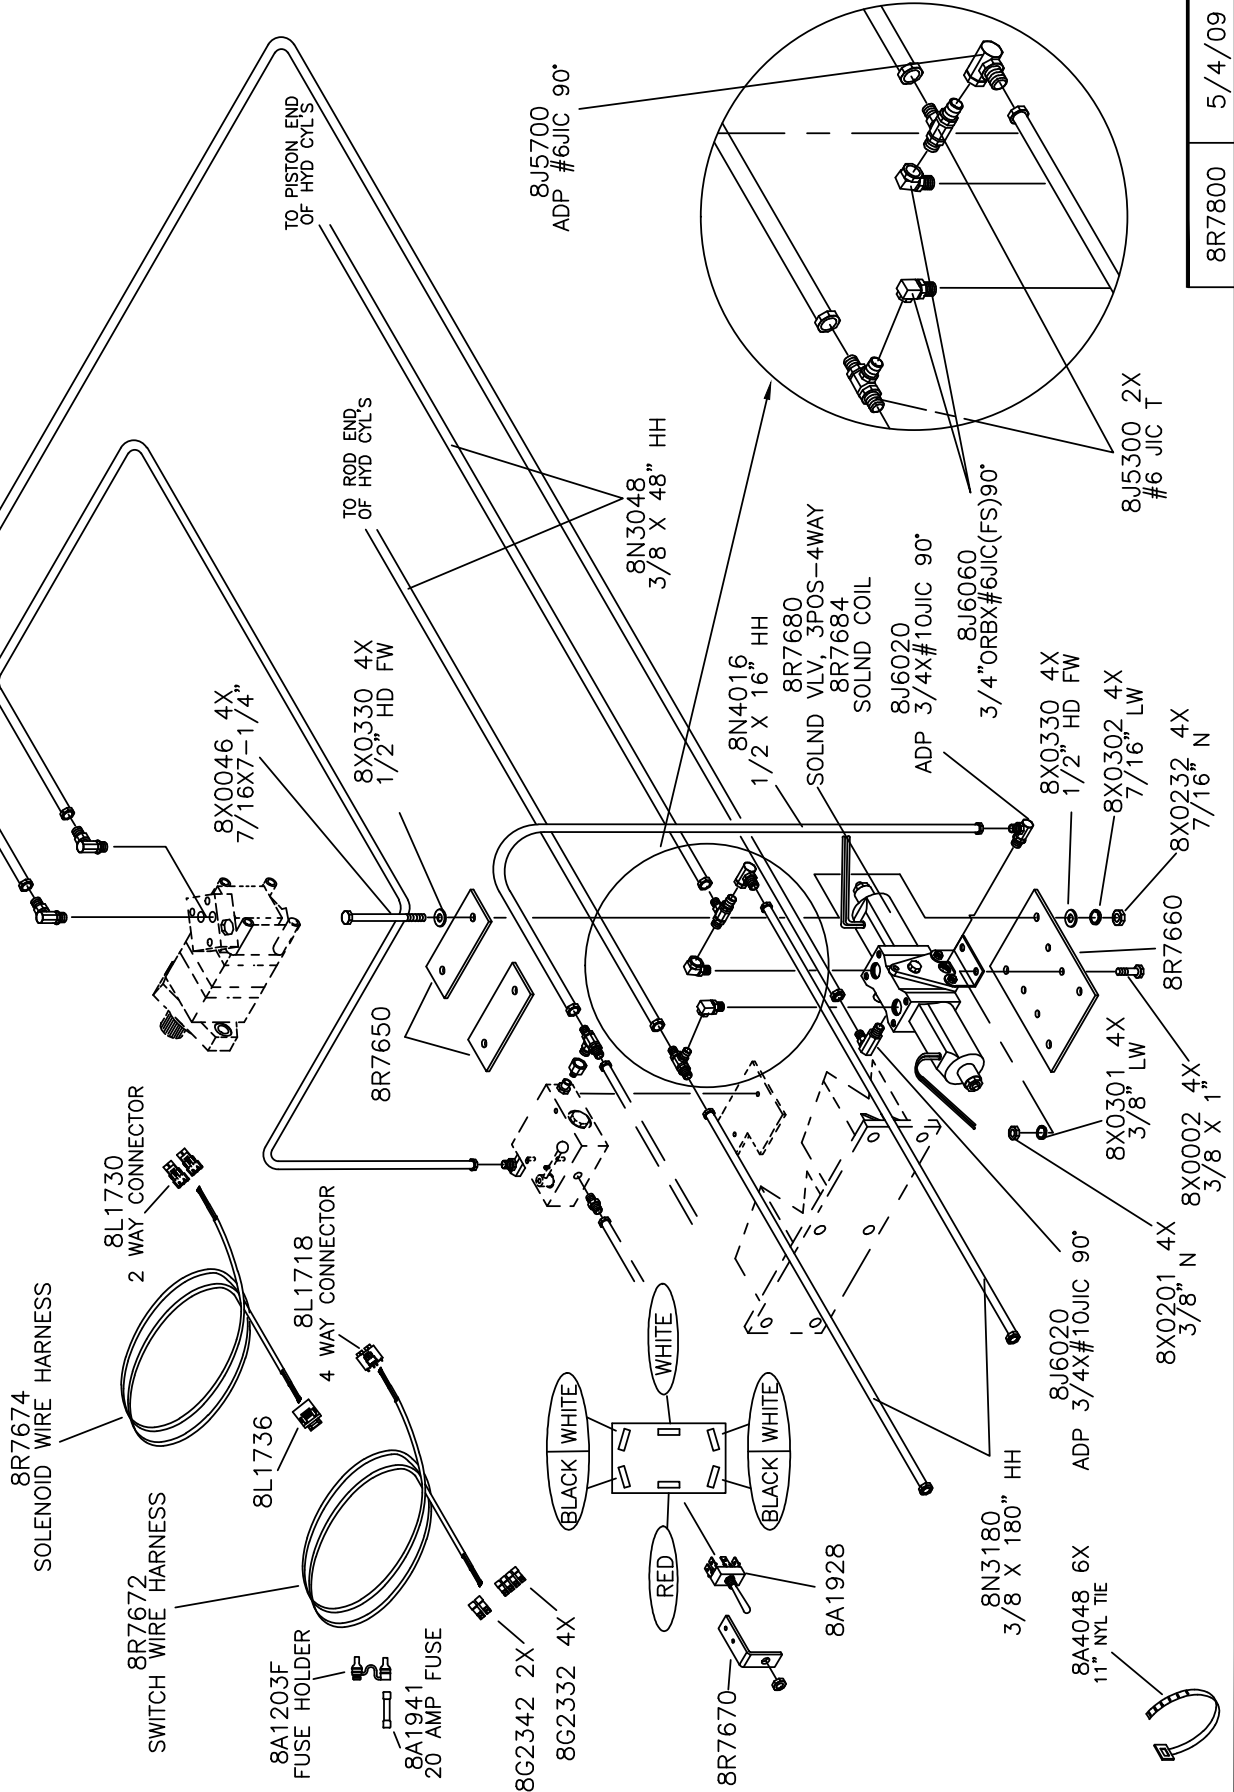 8R7674
SOLENOID WIRE HARNESS
8L1730
2 WAY CONNECTOR
8L1736
8R7672
SWITCH WIRE HARNESS
8L1718
4 WAY CONNECTOR
8A1203F
FUSE HOLDER
8A1941
20 AMP FUSE
8G2342 2X
8G2332 4X
BLACK
WHITE
WHITE
RED
BLACK
WHITE
8R7670
8A1928
8A4048 6X
11" NYL TIE
8N3180
3/8 X 180" HH
8J6020
ADP 3/4X#10JIC 90°
8X0201 4X
3/8" N
8X0002 4X
3/8 X 1"
8X0301 4X
3/8" LW
8R7660
8R7650
8X0046 4X
7/16X7-1/4"
8X0330 4X
1/2" HD FW
TO PISTON END
OF HYD CYL'S
TO ROD END
OF HYD CYL'S
8N3048
3/8 X 48" HH
8N4016
1/2 X 16" HH
8R7680
SOLND VLV, 3POS-4WAY
8R7684
SOLND COIL
8J6020
ADP 3/4X#10JIC 90°
8J6060
3/4"ORBX#6JIC(FS)90°
8X0330 4X
1/2" HD FW
8X0302 4X
7/16" LW
8X0232 4X
7/16" N
8J5700
ADP #6JIC 90°
8J5300 2X
#6 JIC T
8R7800
5/4/09